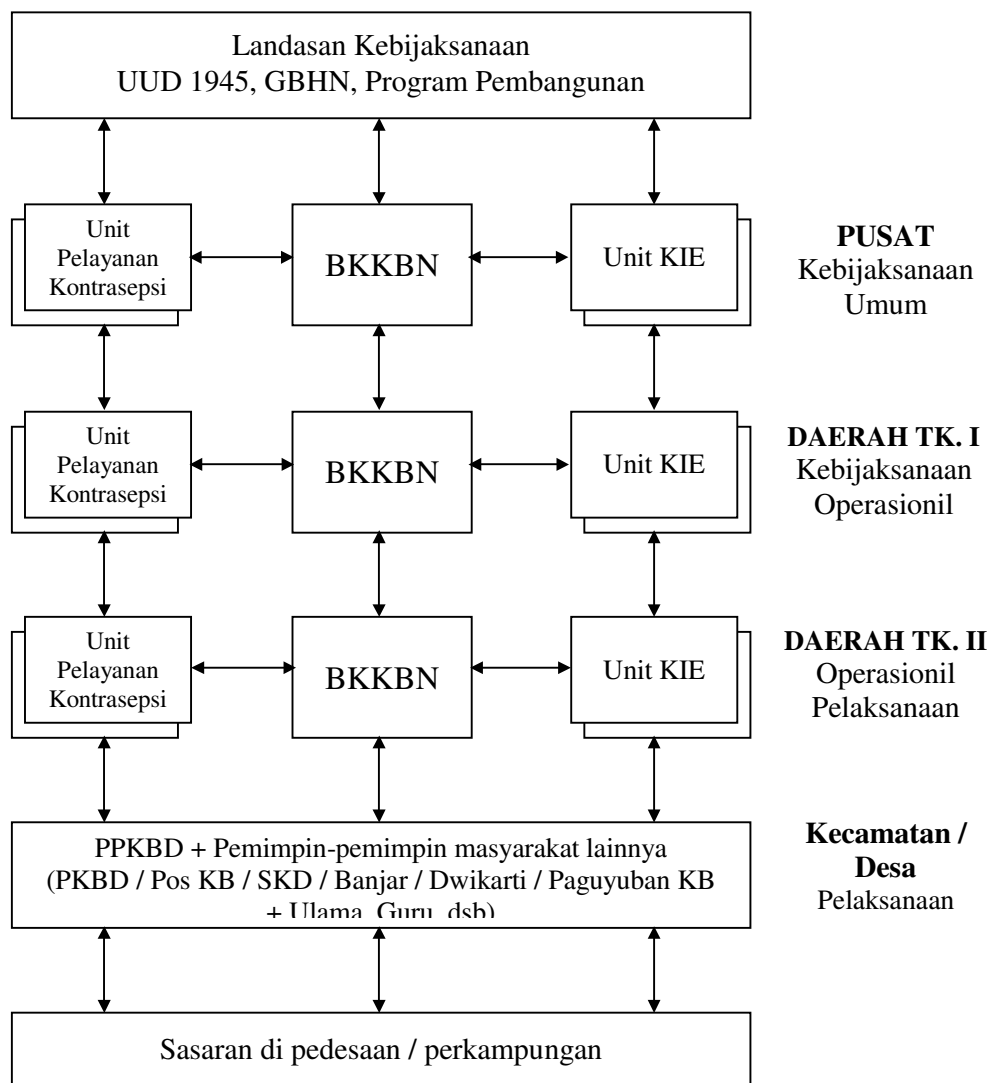 Landasan Kebijaksanaan
UUD 1945, GBHN, Program Pembangunan
Unit
Pelayanan
Kontrasepsi
BKKBN
Unit KIE
PUSAT
Kebijaksanaan
Umum
Unit
Pelayanan
Kontrasepsi
BKKBN
Unit KIE
DAERAH TK. I
Kebijaksanaan
Operasionil
Unit
Pelayanan
Kontrasepsi
BKKBN
Unit KIE
DAERAH TK. II
Operasionil
Pelaksanaan
PPKBD + Pemimpin-pemimpin masyarakat lainnya
(PKBD / Pos KB / SKD / Banjar / Dwikarti / Paguyuban KB
+ Ulama, Guru, dsb)
Kecamatan /
Desa
Pelaksanaan
Sasaran di pedesaan / perkampungan